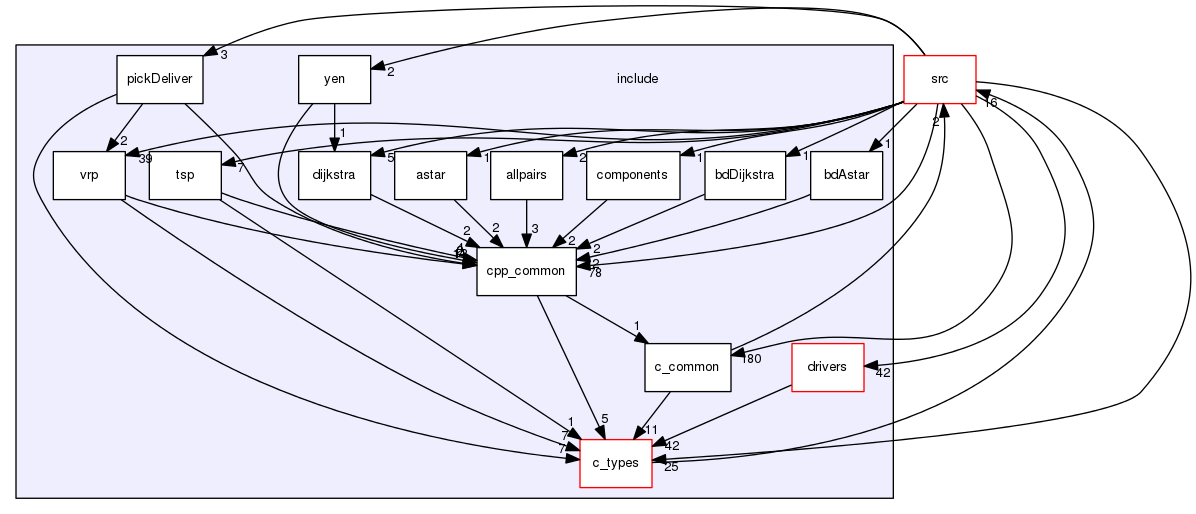 pickDeliver
3
yen
2
include
src
16
2
2
1
1
39
7
5
1
2
1
1
vrp
tsp
dijkstra
astar
allpairs
components
bdDijkstra
bdAstar
2
2
3
2
2
2
78
cpp_common
1
c_common
180
drivers
42
1
7
7
5
11
42
25
c_types